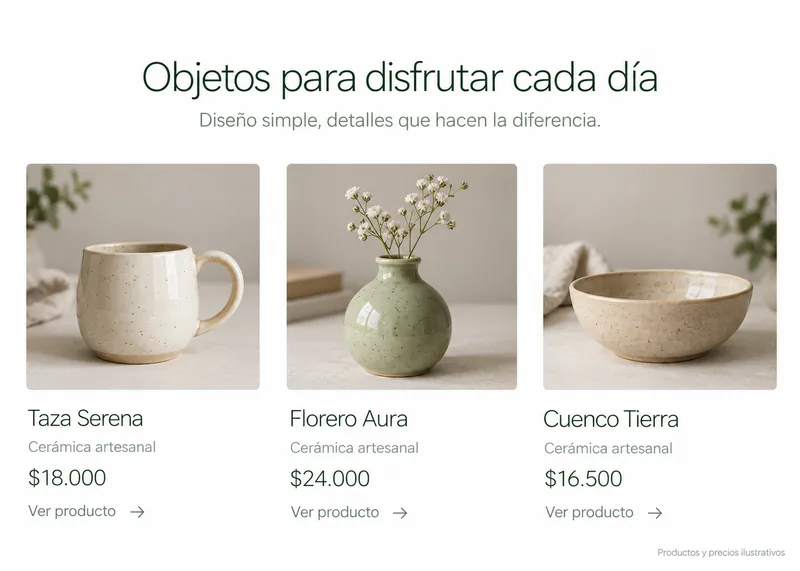 Objetos para disfrutar cada día
Diseño simple, detalles que hacen la diferencia.
Taza Serena
Cerámica artesanal
$18.000
Ver producto →
Florero Aura
Cerámica artesanal
$24.000
Ver producto →
Cuenco Tierra
Cerámica artesanal
$16.500
Ver producto →
Productos y precios ilustrativos